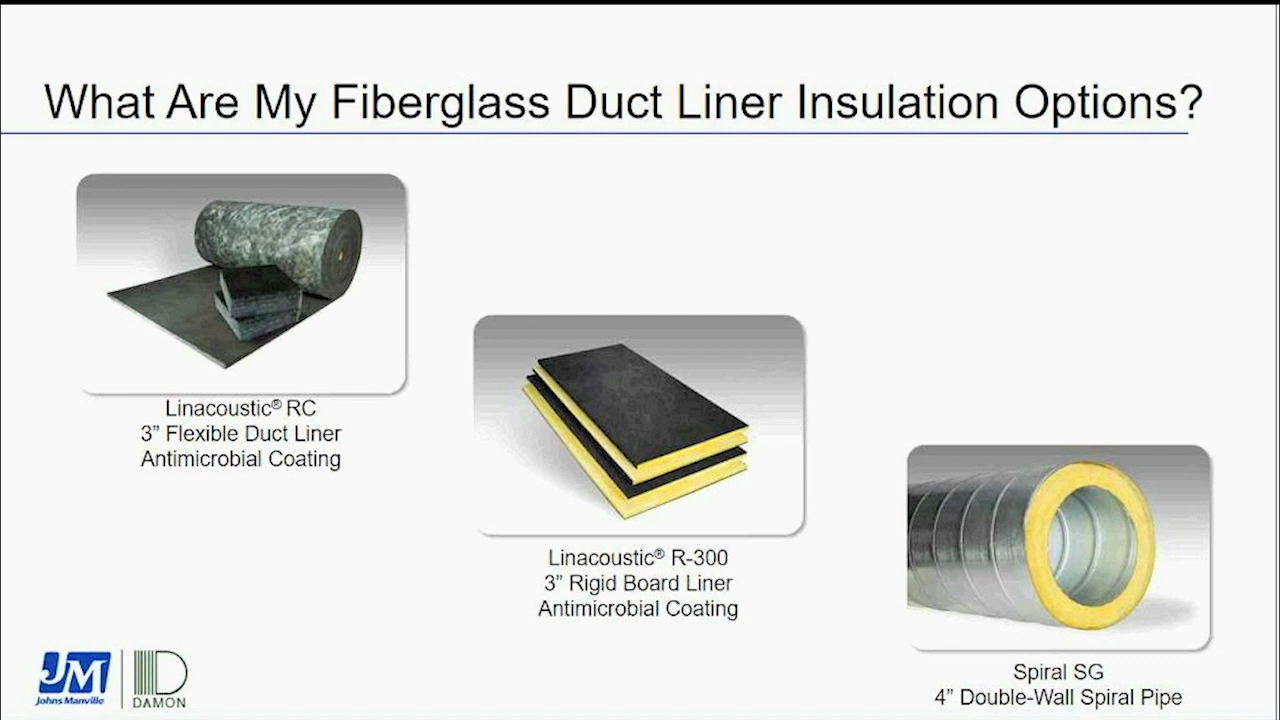 What Are My Fiberglass Duct Liner Insulation Options?
Linacoustic® RC
3” Flexible Duct Liner
Antimicrobial Coating
Linacoustic® R-300
3” Rigid Board Liner
Antimicrobial Coating
Spiral SG
4” Double-Wall Spiral Pipe
JM
Johns Manville
D
DAMON